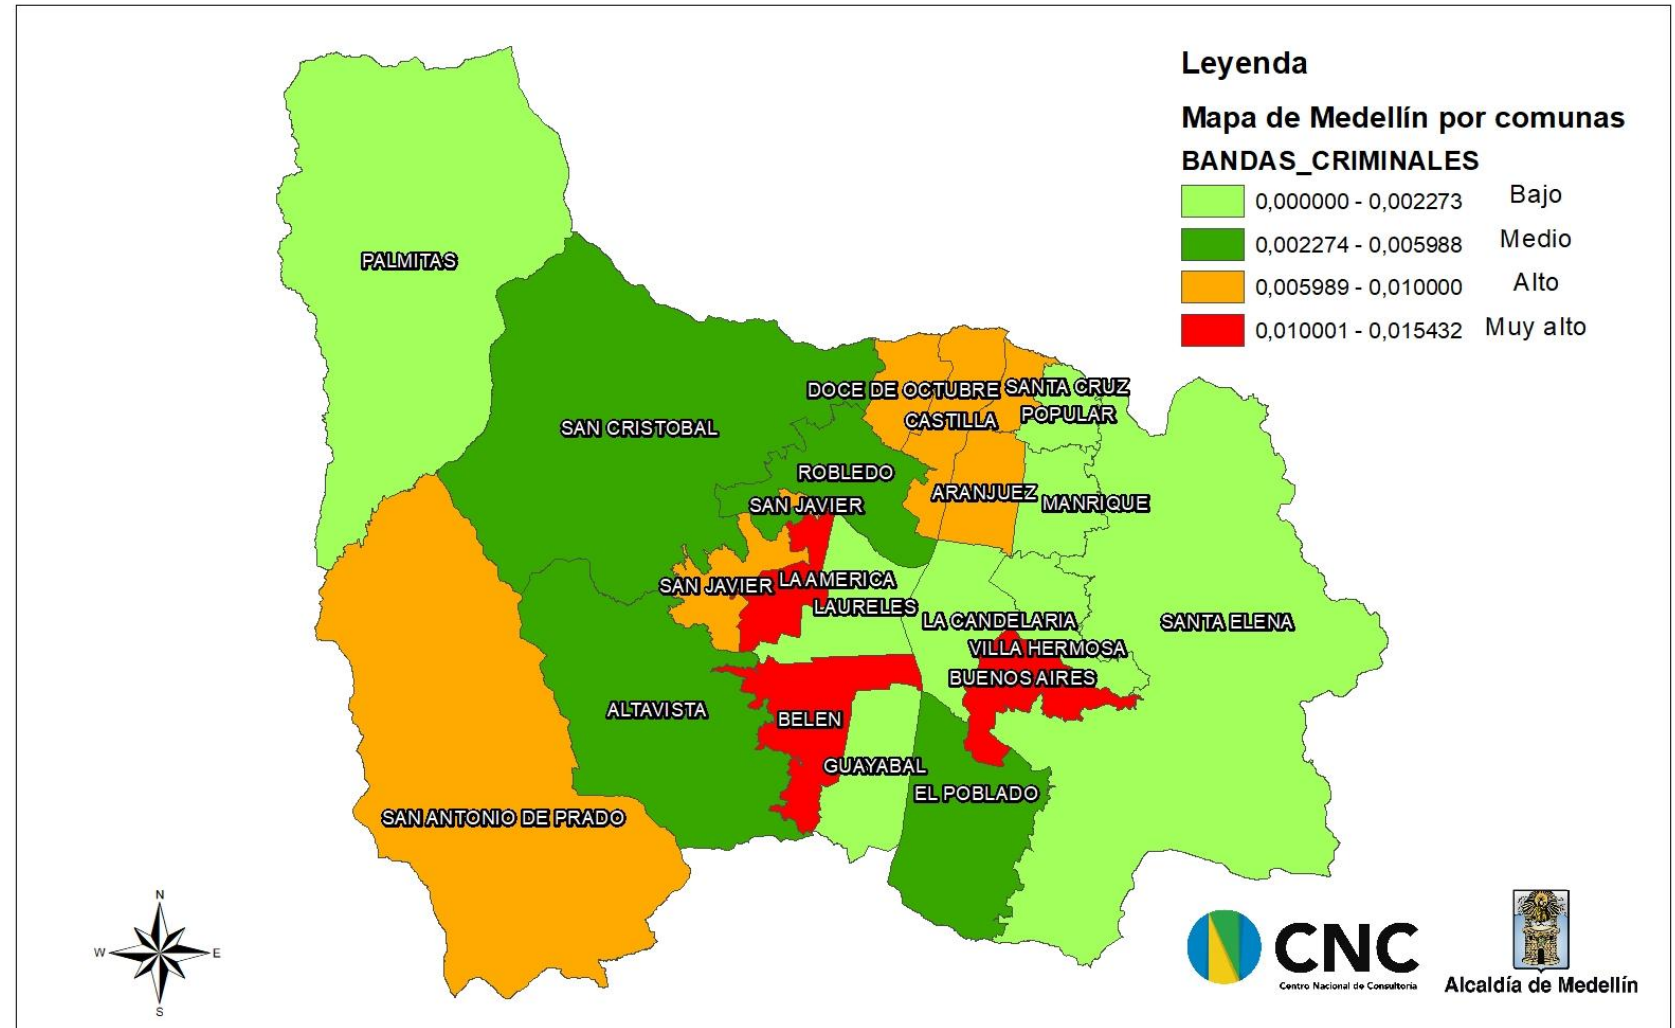 Leyenda
Mapa de Medellín por comunas
BANDAS_CRIMINALES
0,000000 - 0,002273 Bajo
0,002274 - 0,005988 Medio
0,005989 - 0,010000 Alto
0,010001 - 0,015432 Muy alto
PALMITAS
DOCE DE OCTUBRE
SANTA CRUZ
SAN CRISTOBAL
CASTILLA
POPULAR
ROBLEDO
SAN JAVIER
ARANJUEZ
MANRIQUE
SAN JAVIER
LA AMERICA
LAURELES
LA CANDELARIA
SANTA ELENA
VILLA HERMOSA
BUENOS AIRES
ALTAVISTA
BELEN
GUAYABAL
EL POBLADO
SAN ANTONIO DE PRADO
N
W
E
S
CNC
Centro Nacional de Consultoría
Alcaldía de Medellín